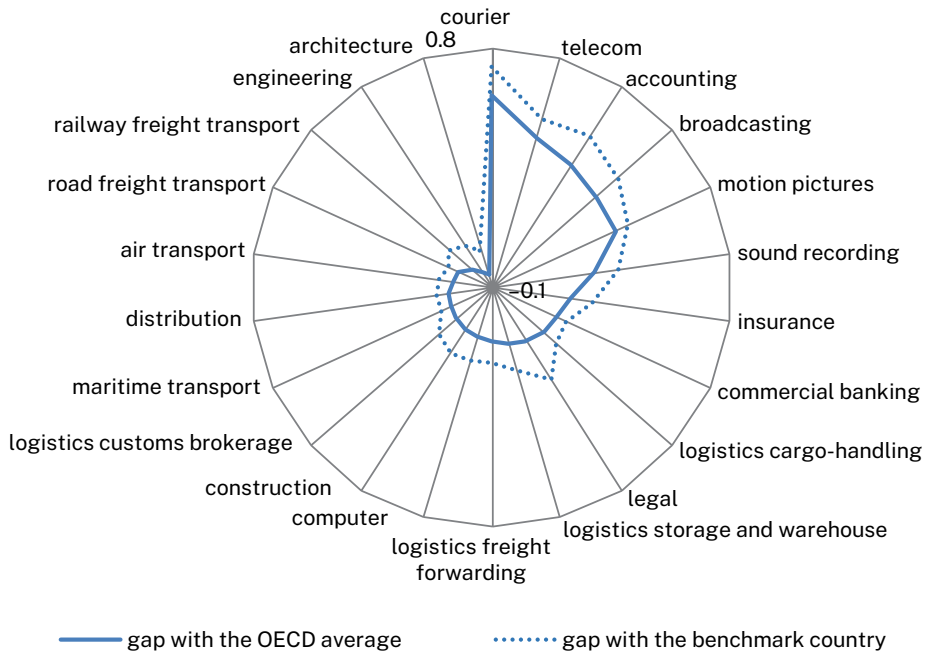 courier
0.8
telecom
accounting
broadcasting
motion pictures
sound recording
insurance
commercial banking
logistics cargo-handling
legal
logistics storage and warehouse
logistics freight
forwarding
computer
construction
logistics customs brokerage
maritime transport
distribution
air transport
road freight transport
railway freight transport
engineering
architecture
–0.1
gap with the OECD average
gap with the benchmark country